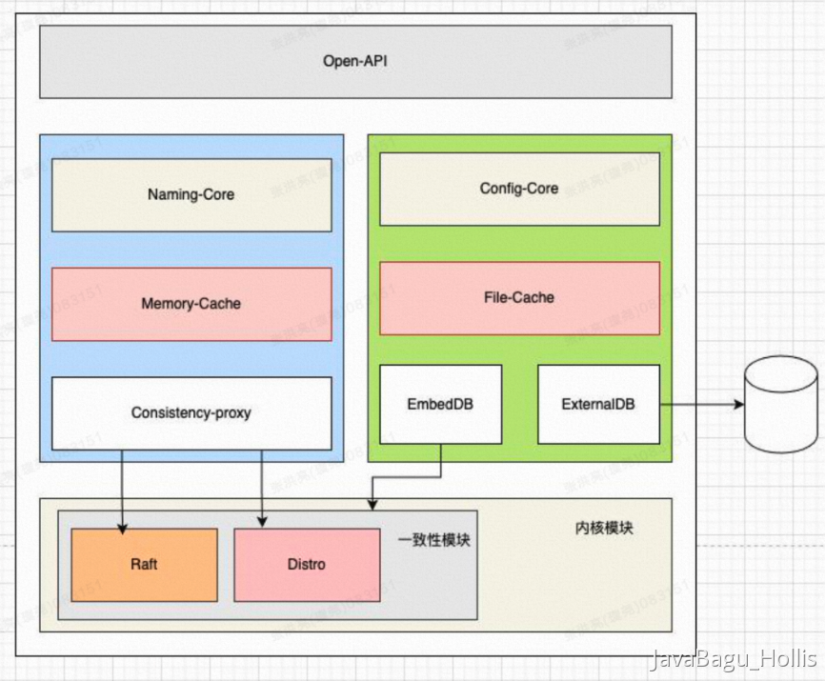 Open-API
Naming-Core
Config-Core
Memory-Cache
File-Cache
Consistency-proxy
EmbedDB
ExternalDB
内核模块
一致性模块
Raft
Distro
JavaBagu_Hollis